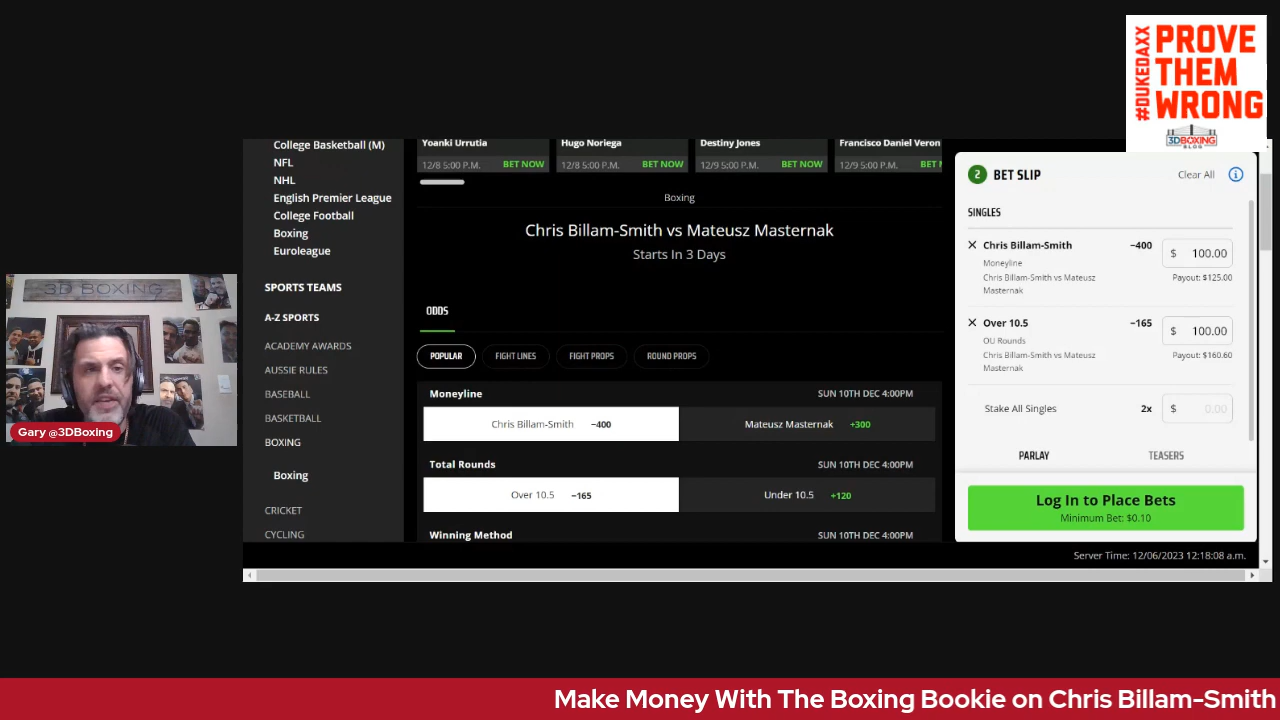 #DUKEDAXX
PROVE
THEM
WRONG
3DBOXING
BLOG
College Basketball (M)
NFL
NHL
English Premier League
College Football
Boxing
Euroleague
SPORTS TEAMS
A-Z SPORTS
ACADEMY AWARDS
AUSSIE RULES
BASEBALL
BASKETBALL
BOXING
Boxing
CRICKET
CYCLING
Yoanki Urrutia
12/8 5:00 P.M. BET NOW
Hugo Noriega
12/8 5:00 P.M. BET NOW
Destiny Jones
12/9 5:00 P.M. BET NOW
Francisco Daniel Veron
12/9 5:00 P.M. BET N
Boxing
Chris Billam-Smith vs Mateusz Masternak
Starts In 3 Days
ODDS
POPULAR FIGHT LINES FIGHT PROPS ROUND PROPS
Moneyline SUN 10TH DEC 4:00PM
Chris Billam-Smith −400 Mateusz Masternak +300
Total Rounds SUN 10TH DEC 4:00PM
Over 10.5 −165 Under 10.5 +120
Winning Method SUN 10TH DEC 4:00PM
2 BET SLIP Clear All i
SINGLES
Chris Billam-Smith −400 $ 100.00
Moneyline
Chris Billam-Smith vs Mateusz
Masternak
Payout: $125.00
Over 10.5 −165 $ 100.00
OU Rounds
Chris Billam-Smith vs Mateusz
Masternak
Payout: $160.60
Stake All Singles 2x $ 0.00
PARLAY TEASERS
Log In to Place Bets
Minimum Bet: $0.10
Server Time: 12/06/2023 12:18:08 a.m.
3D BOXING
Gary @3DBoxing
Make Money With The Boxing Bookie on Chris Billam-Smith